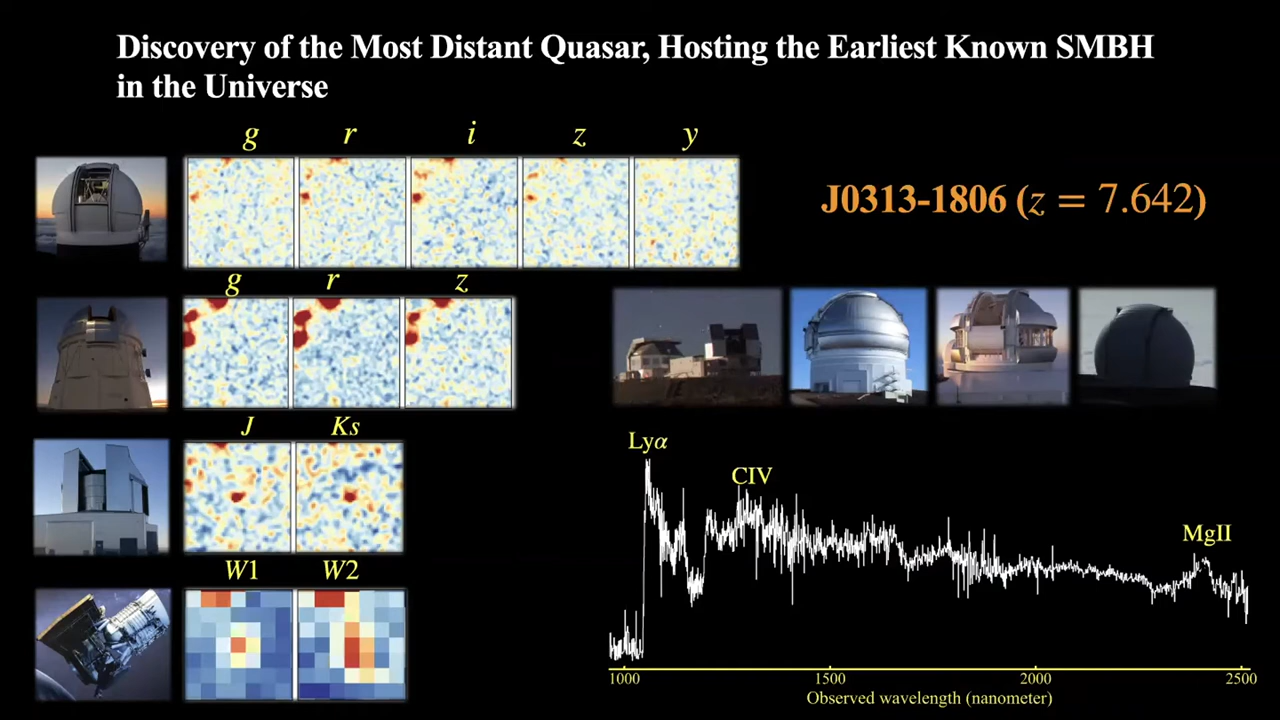 Discovery of the Most Distant Quasar, Hosting the Earliest Known SMBH
in the Universe
g r i z y
J0313-1806 (z = 7.642)
g r z
J Ks
Lyα
CIV
MgII
W1 W2
1000 1500 2000 2500
Observed wavelength (nanometer)